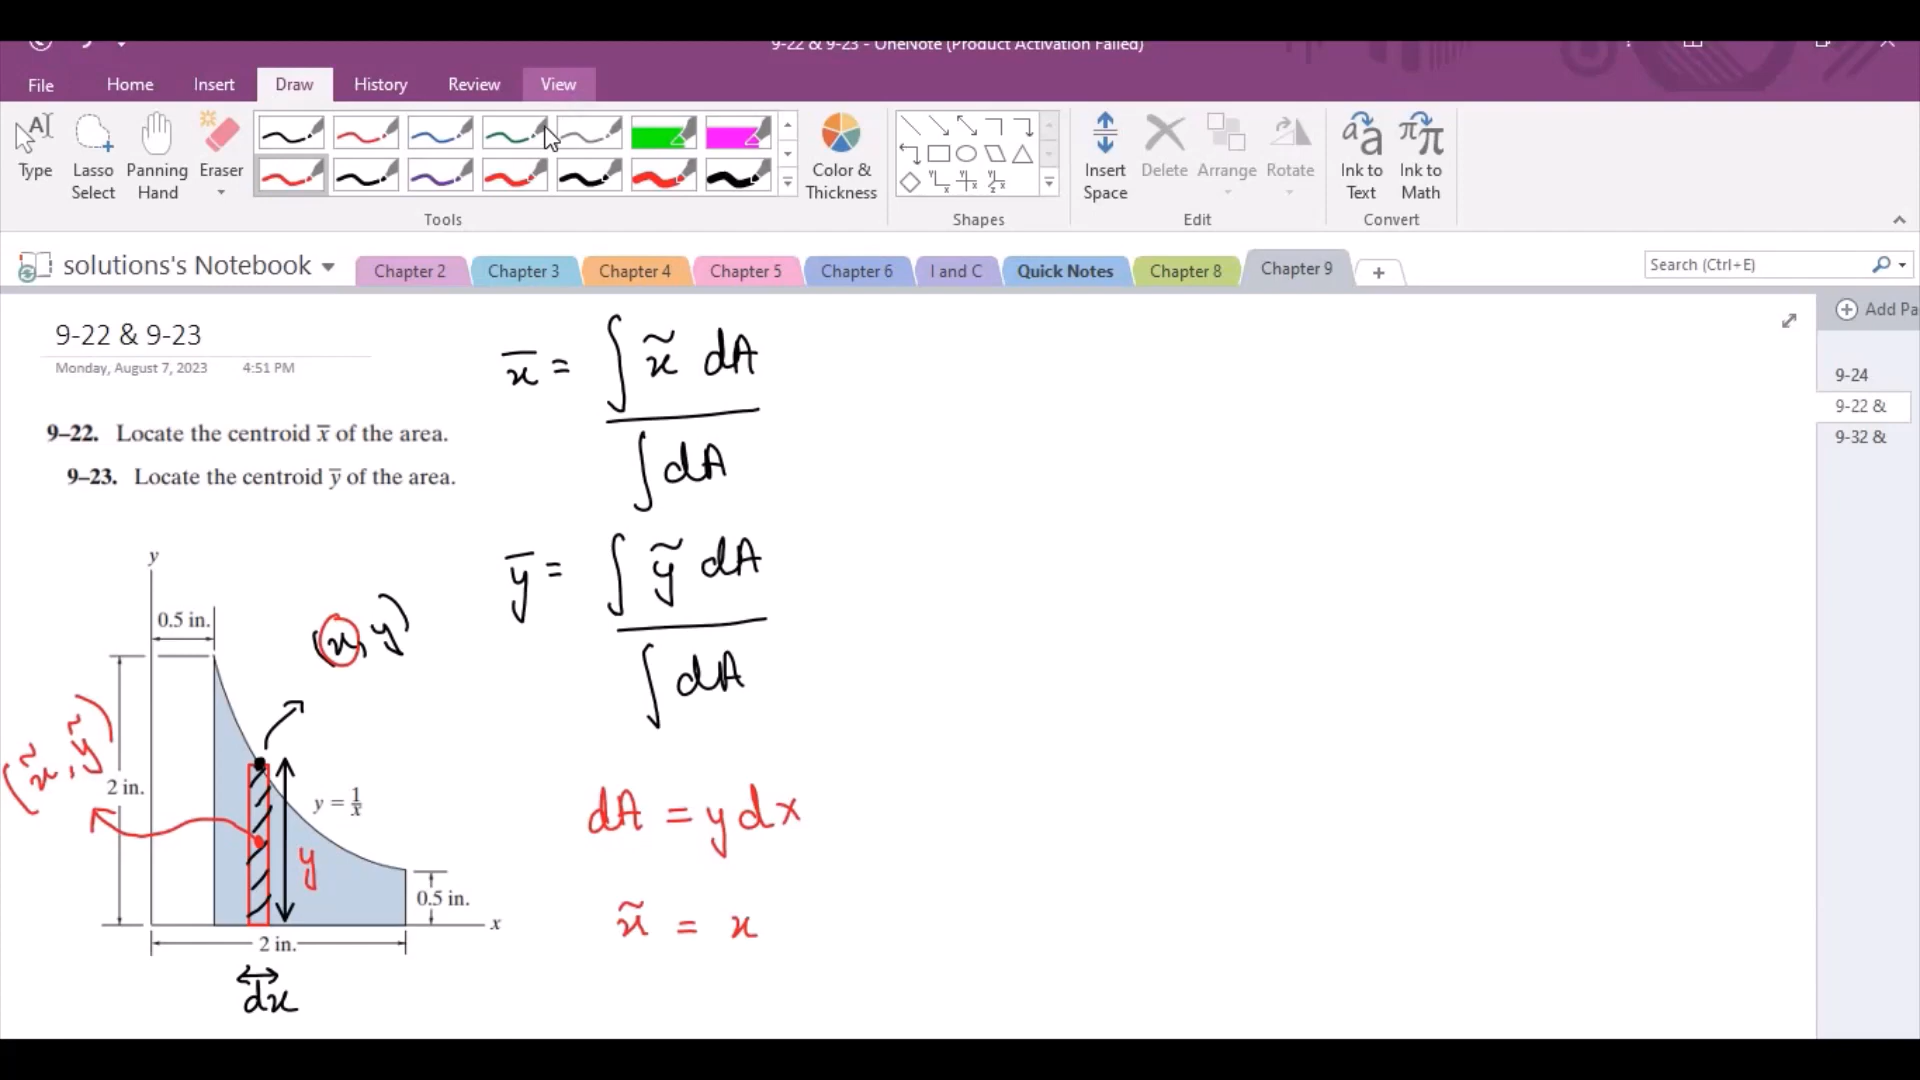 9-22 & 9-23 - OneNote (Product Activation Failed)
File Home Insert Draw History Review View
Type
Lasso Select
Panning Hand
Eraser
Color & Thickness
Insert Space
Delete
Arrange
Rotate
Ink to Text
Ink to Math
Tools
Shapes
Edit
Convert
solutions's Notebook
Chapter 2 Chapter 3 Chapter 4 Chapter 5 Chapter 6 I and C Quick Notes Chapter 8 Chapter 9 +
Search (Ctrl+E)
Add Pa
9-24
9-22 &
9-32 &
9-22 & 9-23
Monday, August 7, 2023 4:51 PM
9–22. Locate the centroid x̅ of the area.
9–23. Locate the centroid y̅ of the area.
y
0.5 in.
(x, y)
(x̃, ỹ)
2 in.
y = 1/x
y
0.5 in.
x
2 in.
dx
x̅ = ∫ x̃ dA
∫ dA
y̅ = ∫ ỹ dA
∫ dA
dA = y dx
x̃ = x